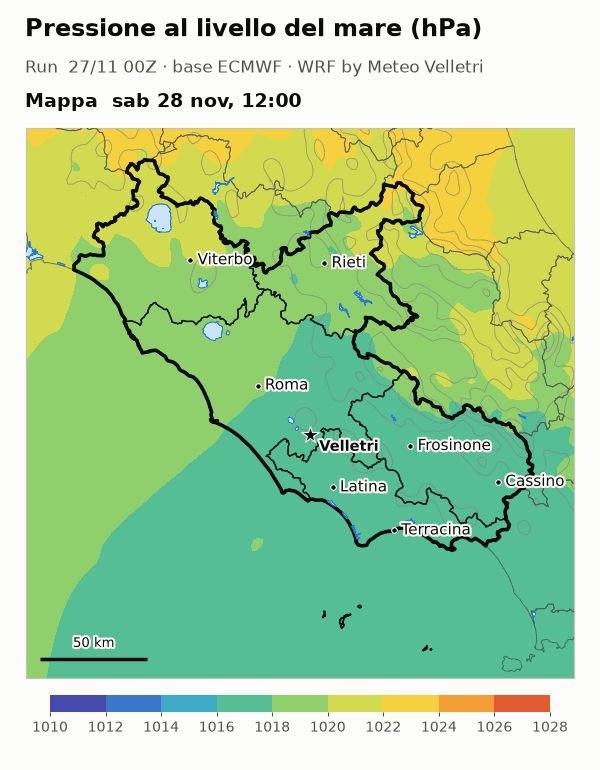 Pressione al livello del mare (hPa)
Run  27/11 00Z · base ECMWF · WRF by Meteo Velletri
Mappa  sab 28 nov, 12:00
Viterbo
Rieti
Roma
Velletri
Frosinone
Latina
Cassino
Terracina
50 km
1010 1012 1014 1016 1018 1020 1022 1024 1026 1028